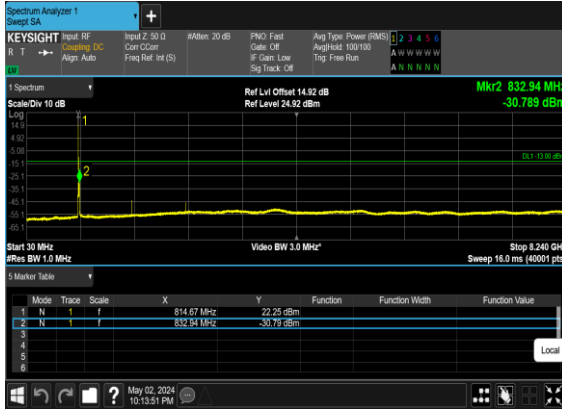 Spectrum Analyzer 1
Swept SA
+
KEYSIGHT Input: RF Input Z: 50 Ω #Atten: 20 dB PNO: Fast Avg Type: Power (RMS) 1 2 3 4 5 6
R T Coupling: DC Corr CCorr Gate: Off Avg|Hold: 100/100 A W W W W W
Align: Auto Freq Ref: Int (S) IF Gain: Low Trig: Free Run
Sig Track: Off A N N N N N
1 Spectrum
Ref Lvl Offset 14.92 dB Mkr2 832.94 MHz
Scale/Div 10 dB Ref Level 24.92 dBm -30.789 dBm
Log
14.9
4.92
-5.08
-15.1
-25.1
-35.1
-45.1
-55.1
-65.1
1
2
DL1 -13.00 dBm
Start 30 MHz Video BW 3.0 MHz* Stop 8.240 GH
#Res BW 1.0 MHz Sweep 16.0 ms (40001 pts
5 Marker Table
Mode Trace Scale X Y Function Function Width Function Value
1 N 1 f 814.67 MHz 22.25 dBm
2 N 1 f 832.94 MHz -30.79 dBm
3
4
5
6
Local
? May 02, 2024
10:13:51 PM